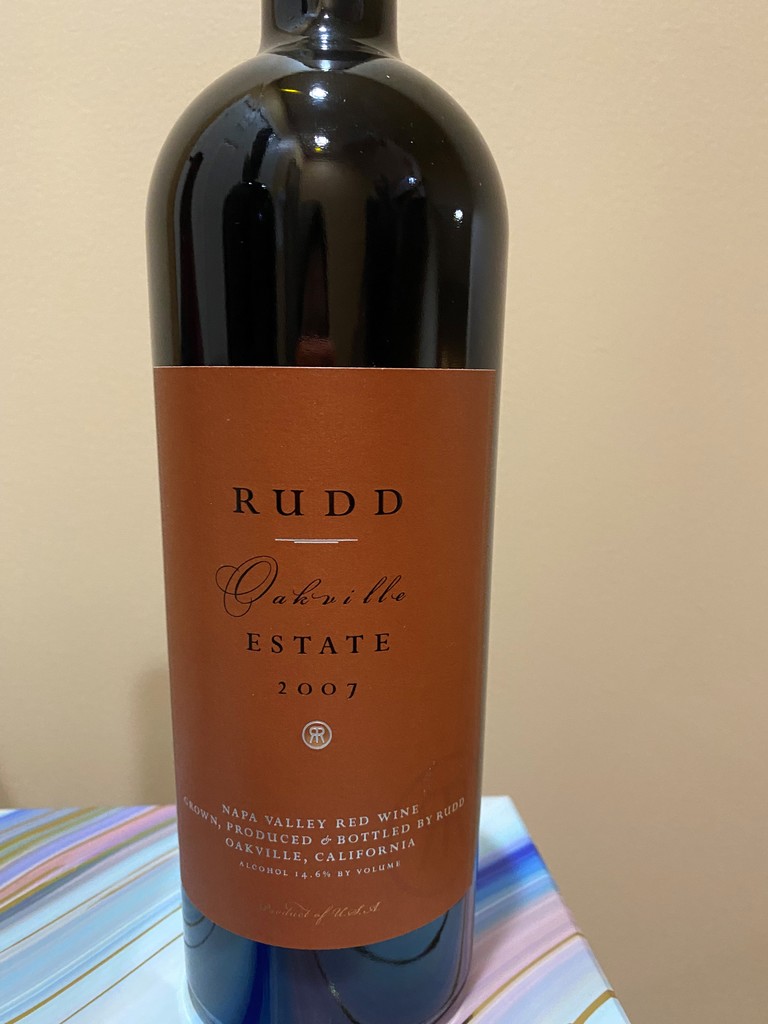 RUDD
Oakville
ESTATE
2007
RR
NAPA VALLEY RED WINE
GROWN, PRODUCED & BOTTLED BY RUDD
OAKVILLE, CALIFORNIA
ALCOHOL 14.6% BY VOLUME
Product of U.S.A.